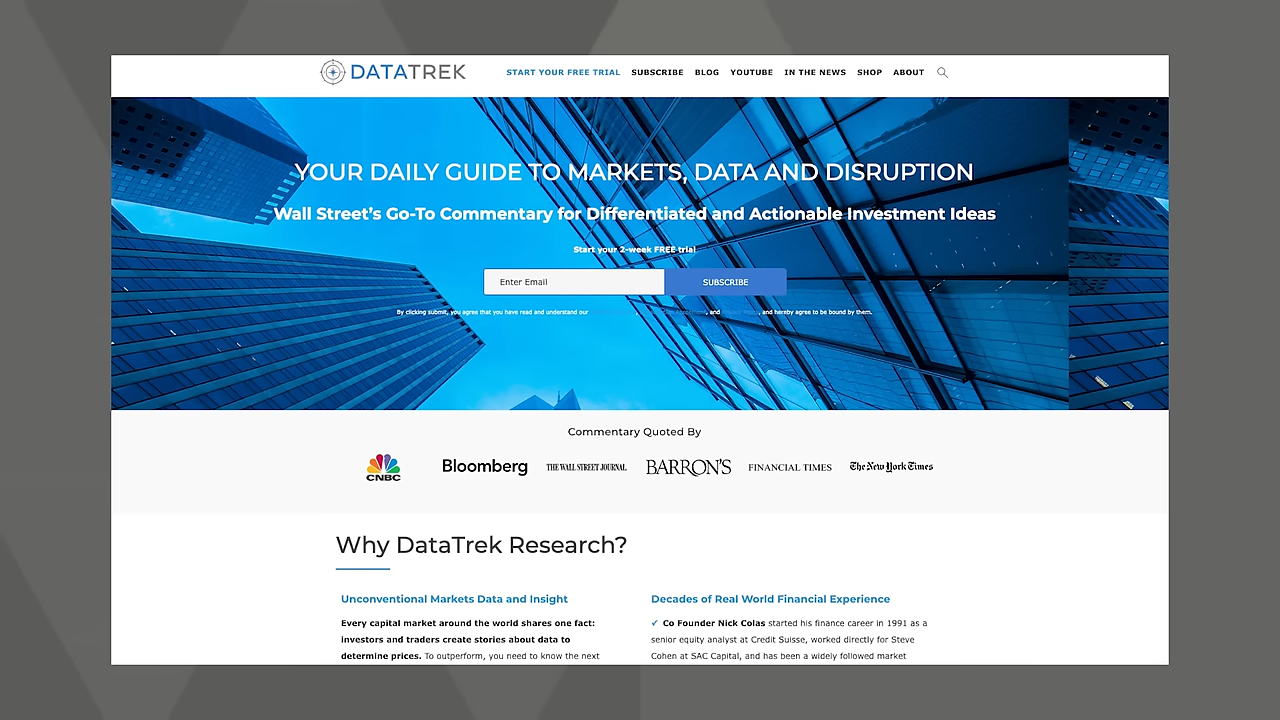 DATATREK
START YOUR FREE TRIAL SUBSCRIBE BLOG YOUTUBE IN THE NEWS SHOP ABOUT
YOUR DAILY GUIDE TO MARKETS, DATA AND DISRUPTION
Wall Street's Go-To Commentary for Differentiated and Actionable Investment Ideas
Start your 2-week FREE trial
Enter Email SUBSCRIBE
By clicking submit, you agree that you have read and understand our , and , and hereby agree to be bound by them.
Commentary Quoted By
CNBC Bloomberg THE WALL STREET JOURNAL BARRON'S FINANCIAL TIMES The New York Times
Why DataTrek Research?
Unconventional Markets Data and Insight
Every capital market around the world shares one fact:
investors and traders create stories about data to
determine prices. To outperform, you need to know the next
Decades of Real World Financial Experience
✓ Co Founder Nick Colas started his finance career in 1991 as a
senior equity analyst at Credit Suisse, worked directly for Steve
Cohen at SAC Capital, and has been a widely followed market